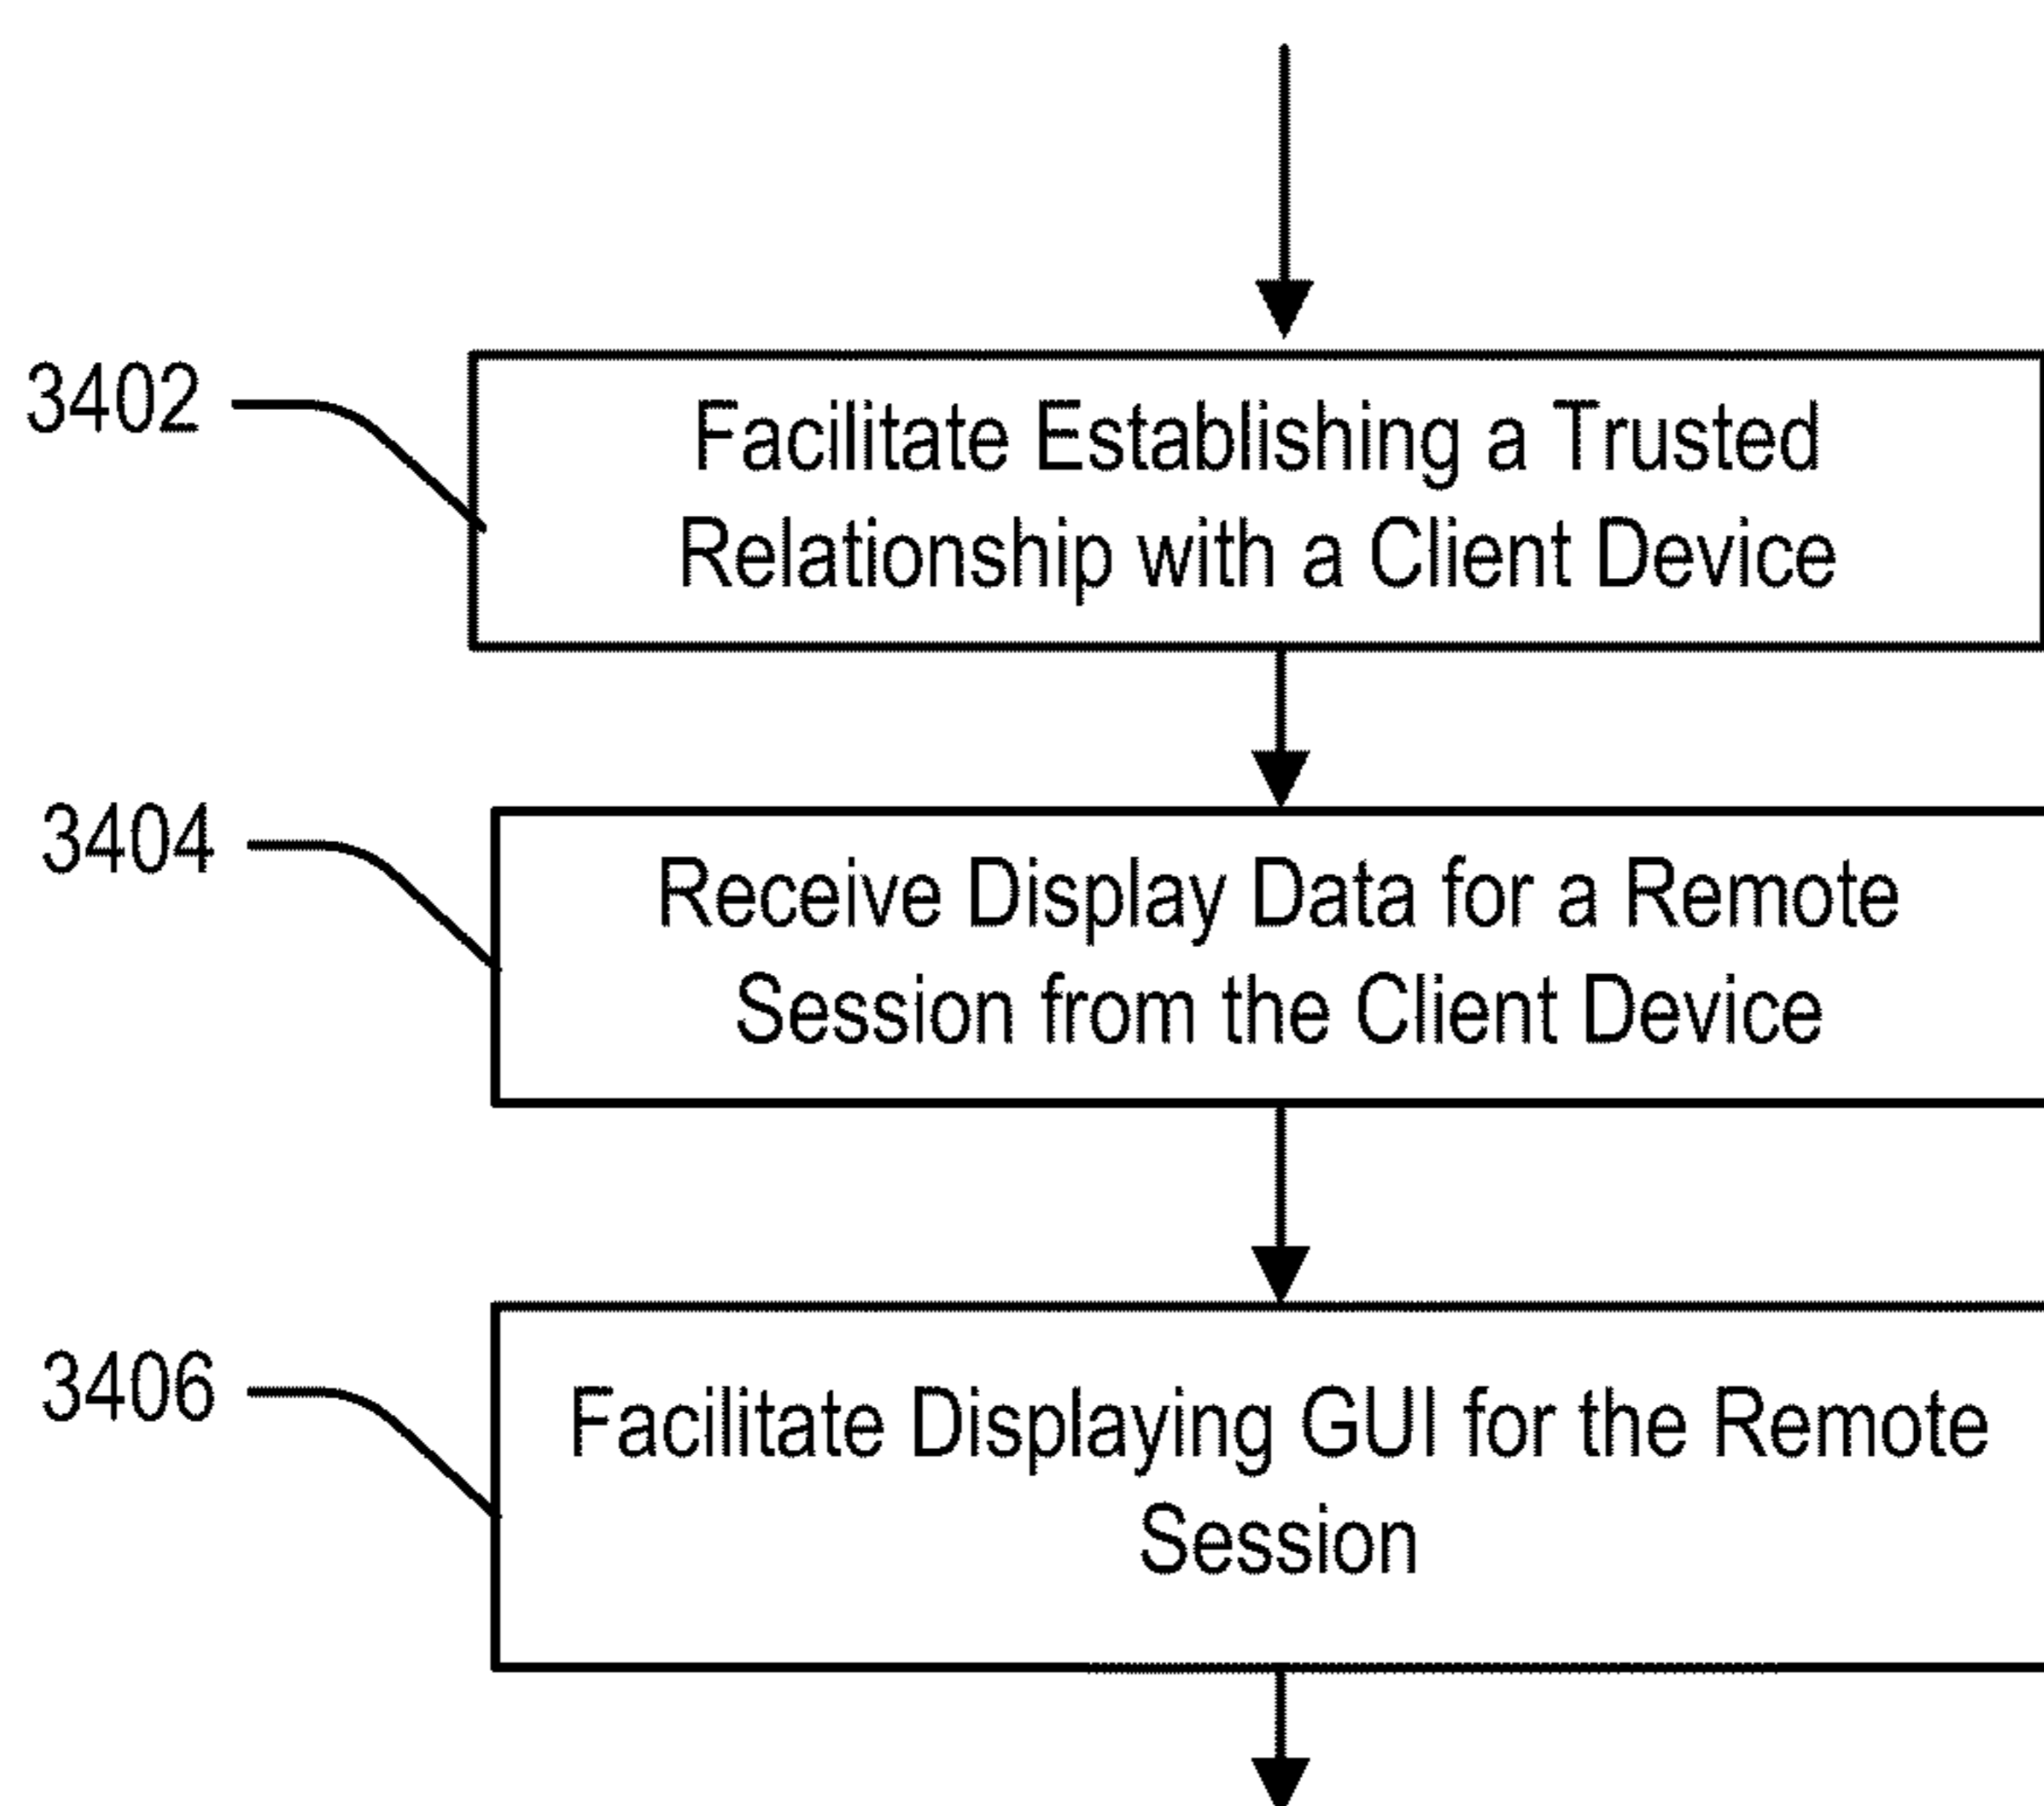 3402
Facilitate Establishing a Trusted
Relationship with a Client Device
3404
Receive Display Data for a Remote
Session from the Client Device
3406
Facilitate Displaying GUI for the Remote
Session